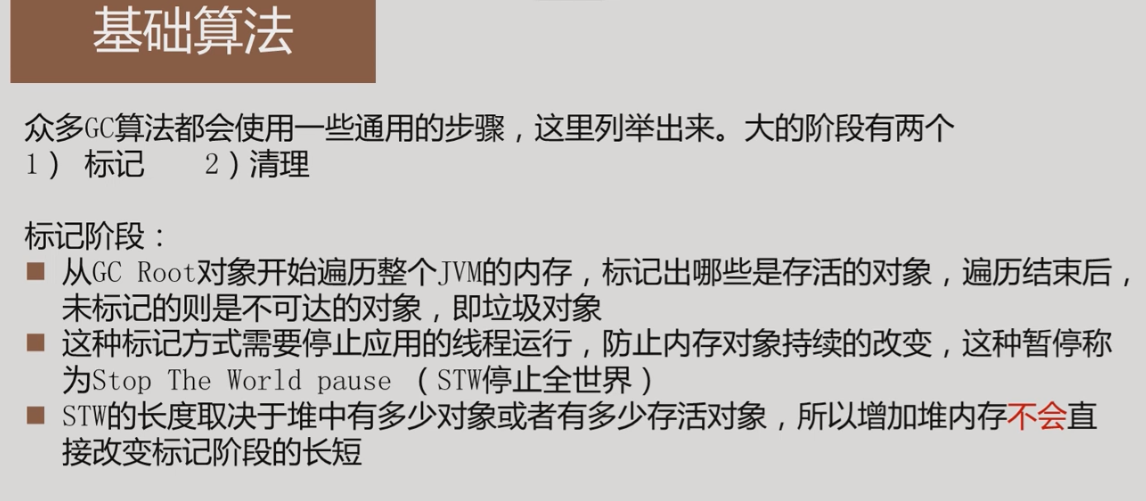 基础算法
众多GC算法都会使用一些通用的步骤，这里列举出来。大的阶段有两个
1） 标记 2）清理
标记阶段：
■ 从GC Root对象开始遍历整个JVM的内存，标记出哪些是存活的对象，遍历结束后，
未标记的则是不可达的对象，即垃圾对象
■ 这种标记方式需要停止应用的线程运行，防止内存对象持续的改变，这种暂停称
为Stop The World pause （STW停止全世界）
■ STW的长度取决于堆中有多少对象或者有多少存活对象，所以增加堆内存不会直
接改变标记阶段的长短